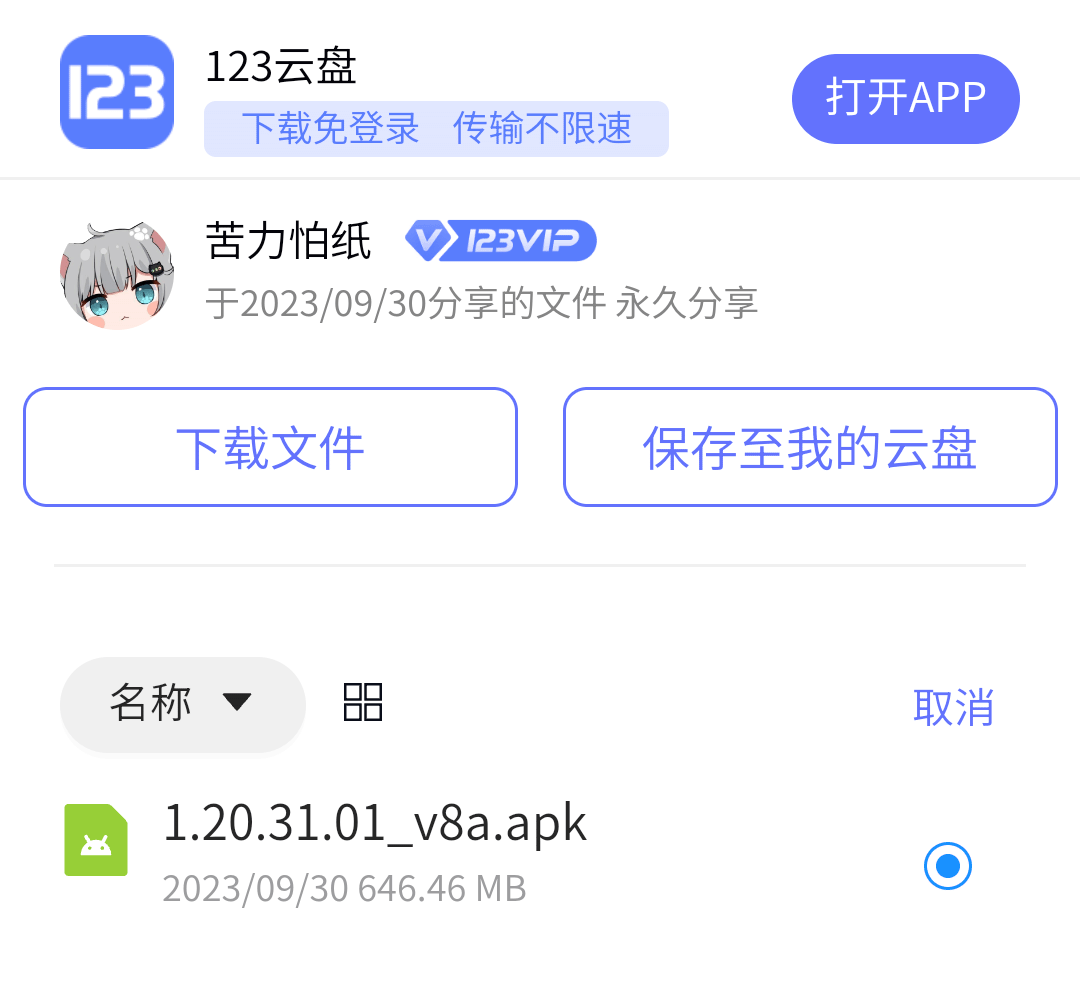 123
123云盘
下载免登录 传输不限速
打开APP
苦力怕纸
V 123VIP
于2023/09/30分享的文件 永久分享
下载文件
保存至我的云盘
名称
取消
1.20.31.01_v8a.apk
2023/09/30 646.46 MB